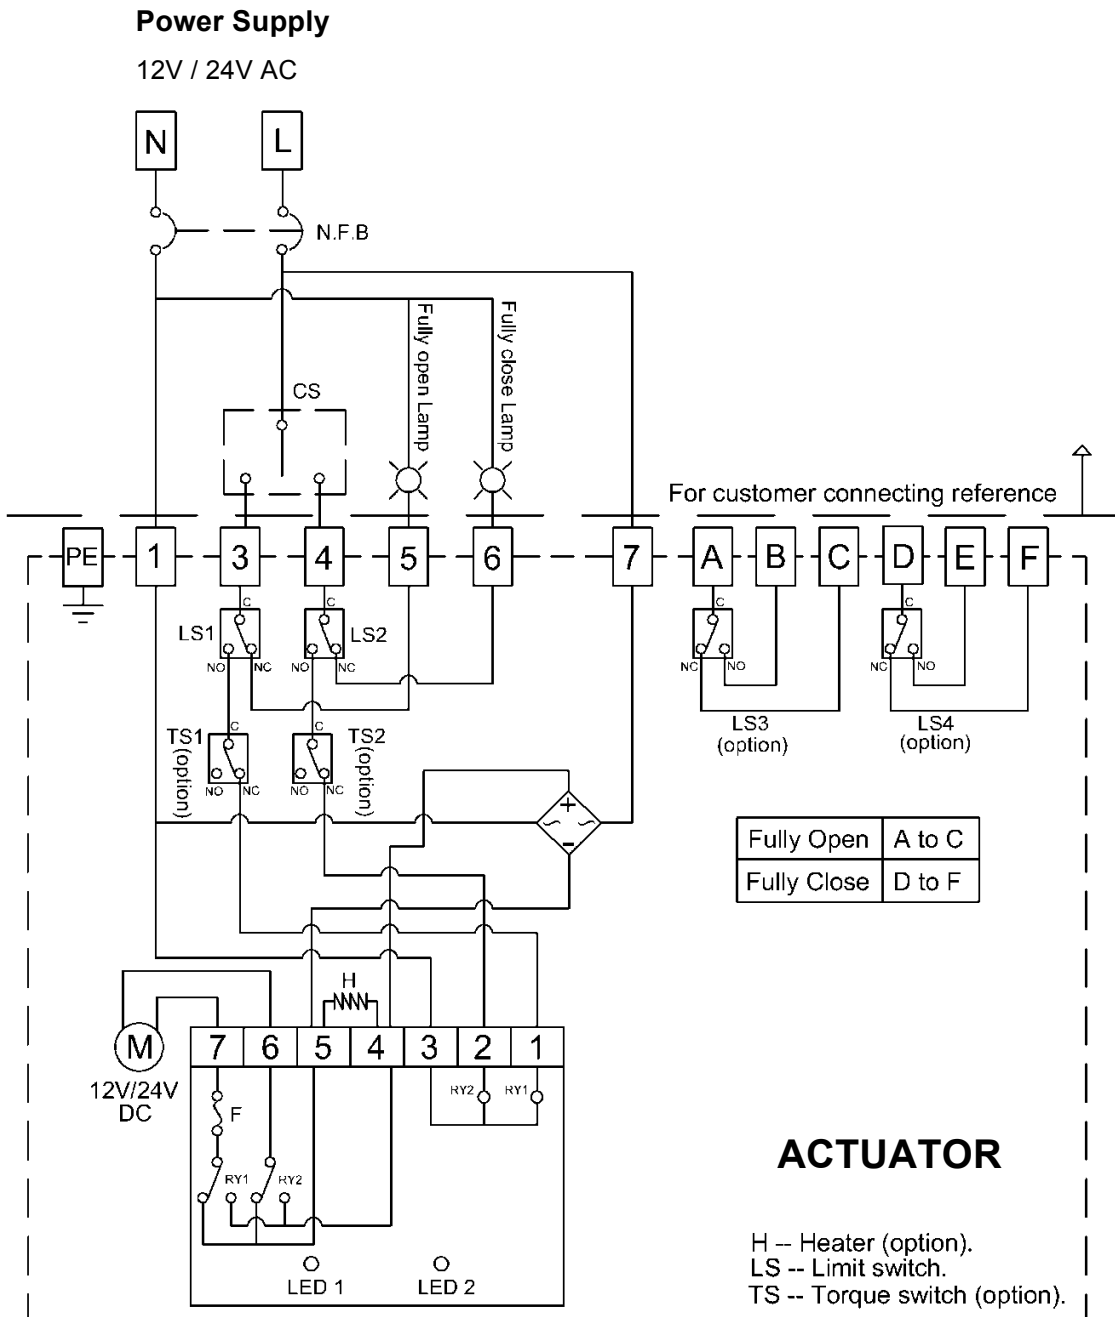 Power Supply
12V / 24V AC
N L
N.F.B
Fully open Lamp
Fully close Lamp
CS
For customer connecting reference
PE 1 3 4 5 6 7 A B C D E F
C C C C
LS1 LS2
NO NC NO NC NC NO NC NO
LS3 LS4
(option) (option)
C C
TS1 TS2
(option) (option)
NO NC NO NC
+
-
Fully Open A to C
Fully Close D to F
H
M
7 6 5 4 3 2 1
12V/24V
DC
RY2 RY1
F
RY1 RY2
ACTUATOR
LED 1 LED 2
H -- Heater (option).
LS -- Limit switch.
TS -- Torque switch (option).